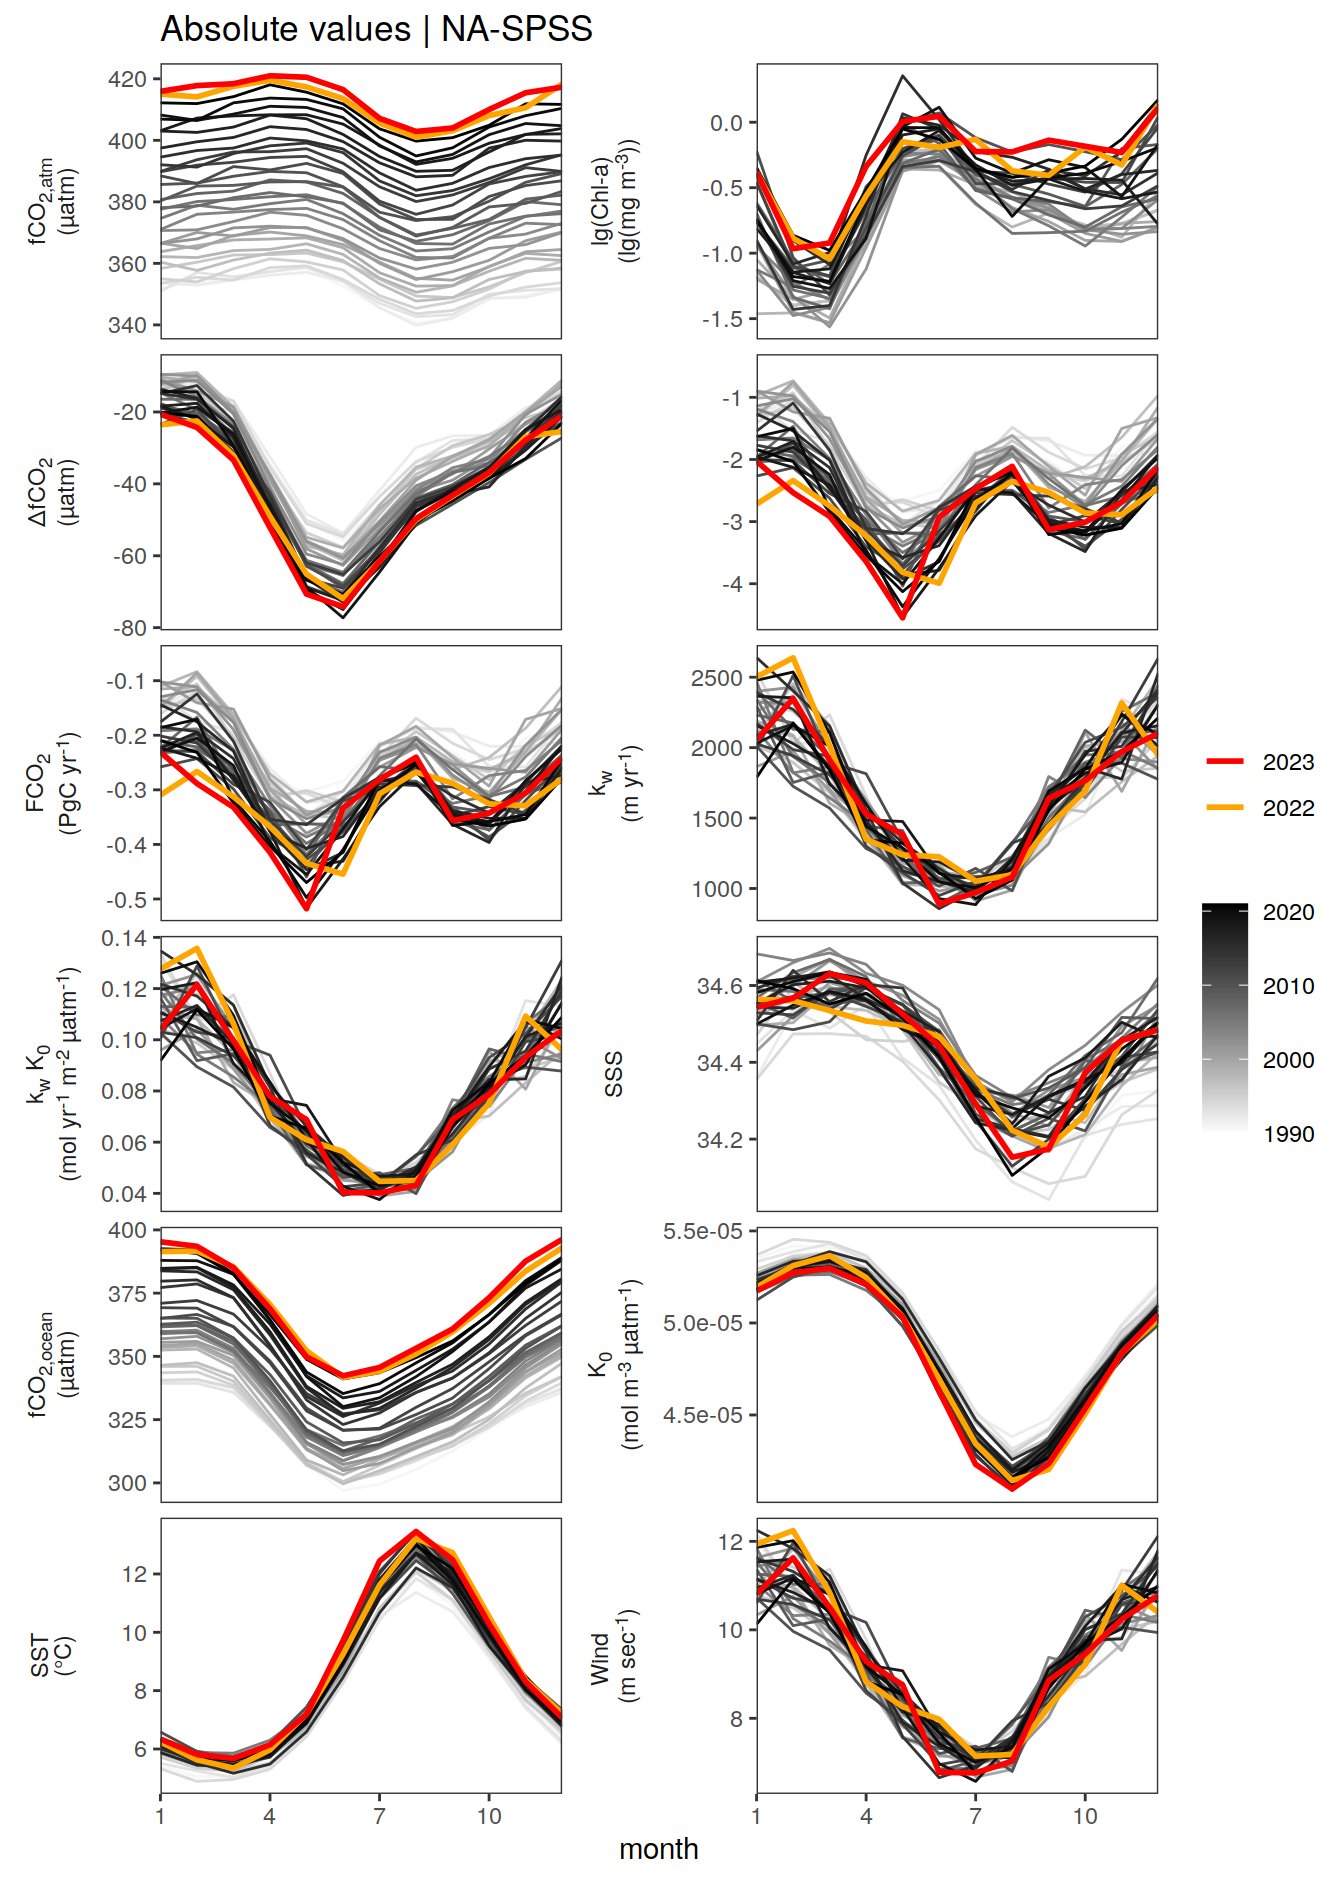 Absolute values | NA-SPSS
fCO2,atm
(µatm)
420
400
380
360
340
lg(Chl-a)
(lg(mg m-3))
0.0
-0.5
-1.0
-1.5
ΔfCO2
(µatm)
-20
-40
-60
-80
-1
-2
-3
-4
FCO2
(PgC yr-1)
-0.1
-0.2
-0.3
-0.4
-0.5
kw
(m yr-1)
2500
2000
1500
1000
2023
2022
kw K0
(mol yr-1 m-2 µatm-1)
0.14
0.12
0.10
0.08
0.06
0.04
SSS
34.6
34.4
34.2
2020
2010
2000
1990
fCO2,ocean
(µatm)
400
375
350
325
300
K0
(mol m-3 µatm-1)
5.5e-05
5.0e-05
4.5e-05
SST
(°C)
12
10
8
6
Wind
(m sec-1)
12
10
8
1 4 7 10
1 4 7 10
month